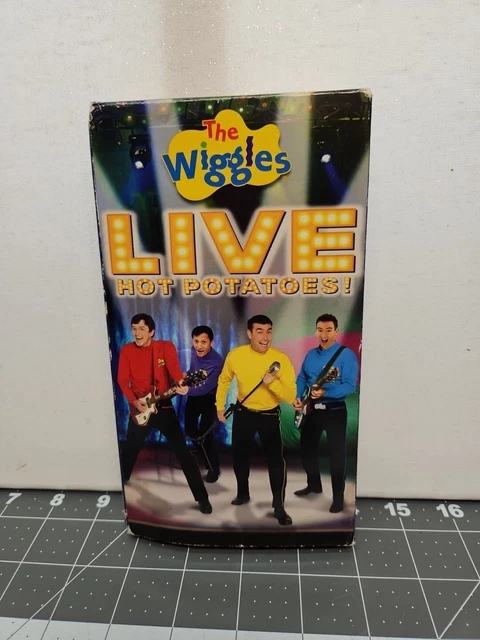 The
Wiggles
LIVE
HOT POTATOES!
7 8 9 15 16